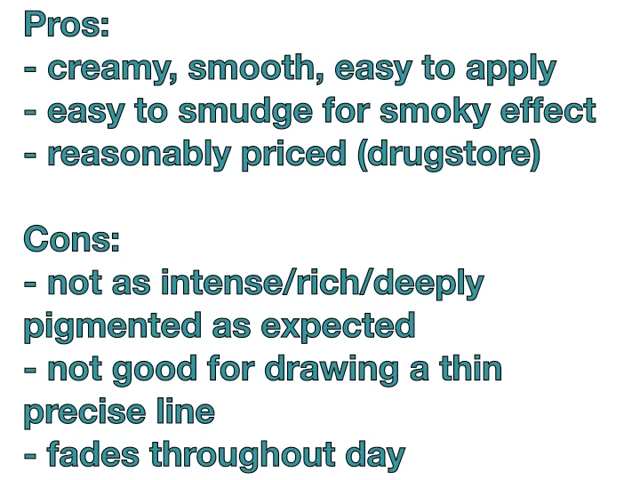 Pros:
- creamy, smooth, easy to apply
- easy to smudge for smoky effect
- reasonably priced (drugstore)
Cons:
- not as intense/rich/deeply
pigmented as expected
- not good for drawing a thin
precise line
- fades throughout day